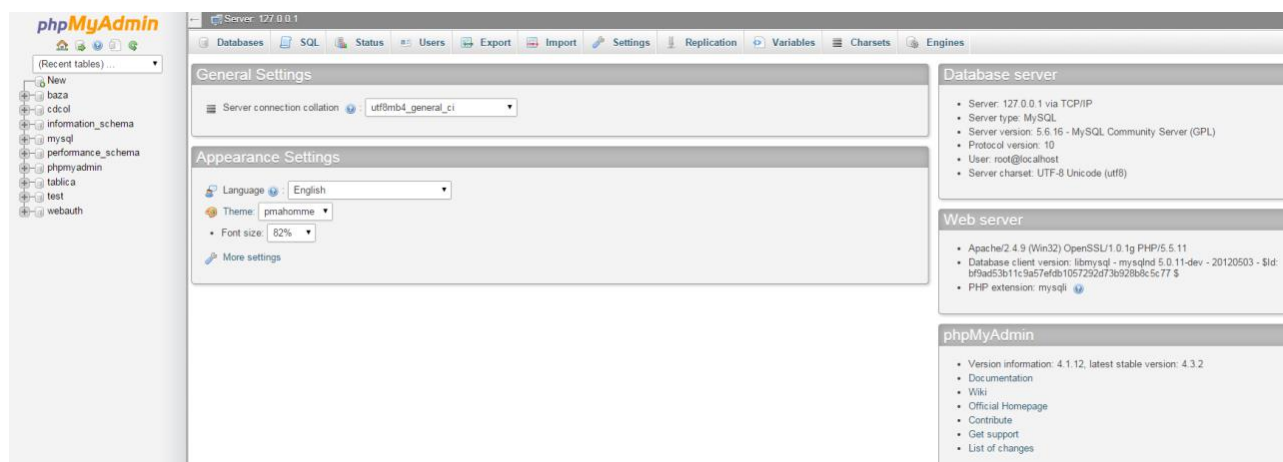 phpMyAdmin
(Recent tables) ...
New
baza
cdcol
information_schema
mysql
performance_schema
phpmyadmin
tablica
test
webauth
Server: 127.0.0.1
Databases SQL Status Users Export Import Settings Replication Variables Charsets Engines
General Settings
Server connection collation : utf8mb4_general_ci
Appearance Settings
Language : English
Theme: pmahomme
• Font size: 82%
More settings
Database server
• Server: 127.0.0.1 via TCP/IP
• Server type: MySQL
• Server version: 5.6.16 - MySQL Community Server (GPL)
• Protocol version: 10
• User: root@localhost
• Server charset: UTF-8 Unicode (utf8)
Web server
• Apache/2.4.9 (Win32) OpenSSL/1.0.1g PHP/5.5.11
• Database client version: libmysql - mysqlnd 5.0.11-dev - 20120503 - $Id:
bf9ad53b11c9a57efdb1057292d73b928b8c5c77 $
• PHP extension: mysqli
phpMyAdmin
• Version information: 4.1.12, latest stable version: 4.3.2
• Documentation
• Wiki
• Official Homepage
• Contribute
• Get support
• List of changes